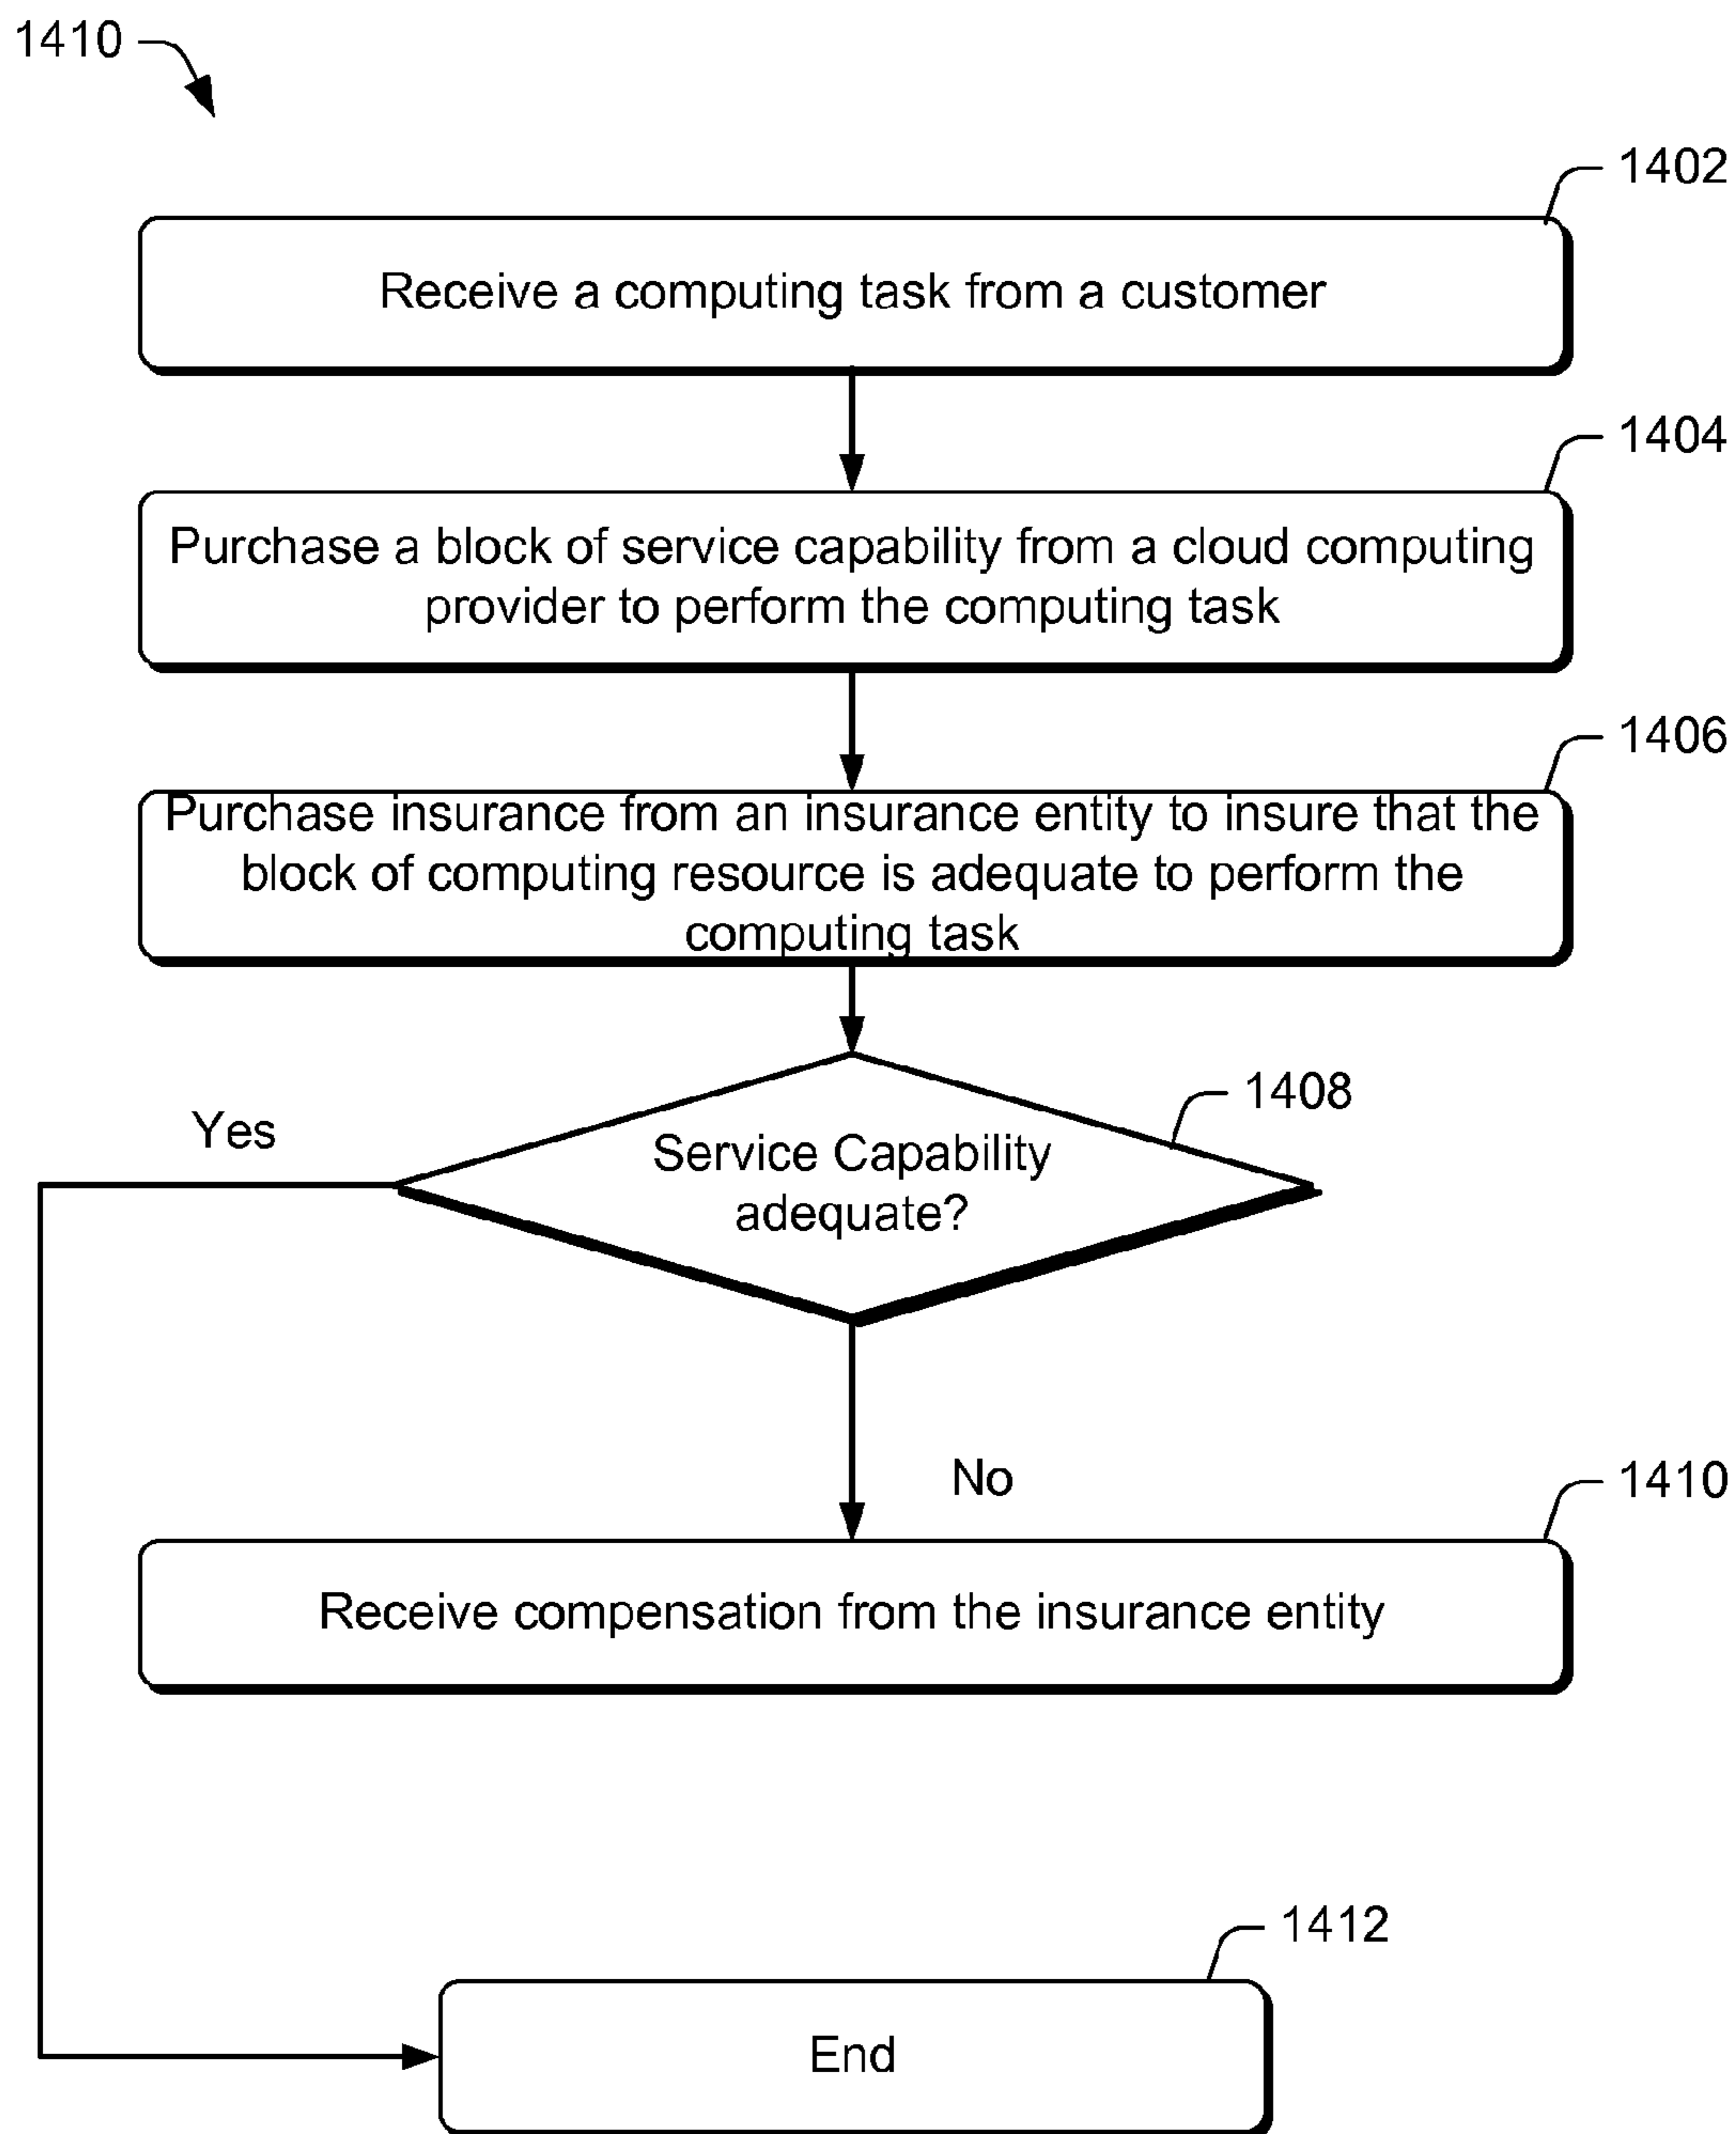 1410
1402
Receive a computing task from a customer
1404
Purchase a block of service capability from a cloud computing
provider to perform the computing task
1406
Purchase insurance from an insurance entity to insure that the
block of computing resource is adequate to perform the
computing task
1408
Yes
Service Capability
adequate?
No
1410
Receive compensation from the insurance entity
1412
End